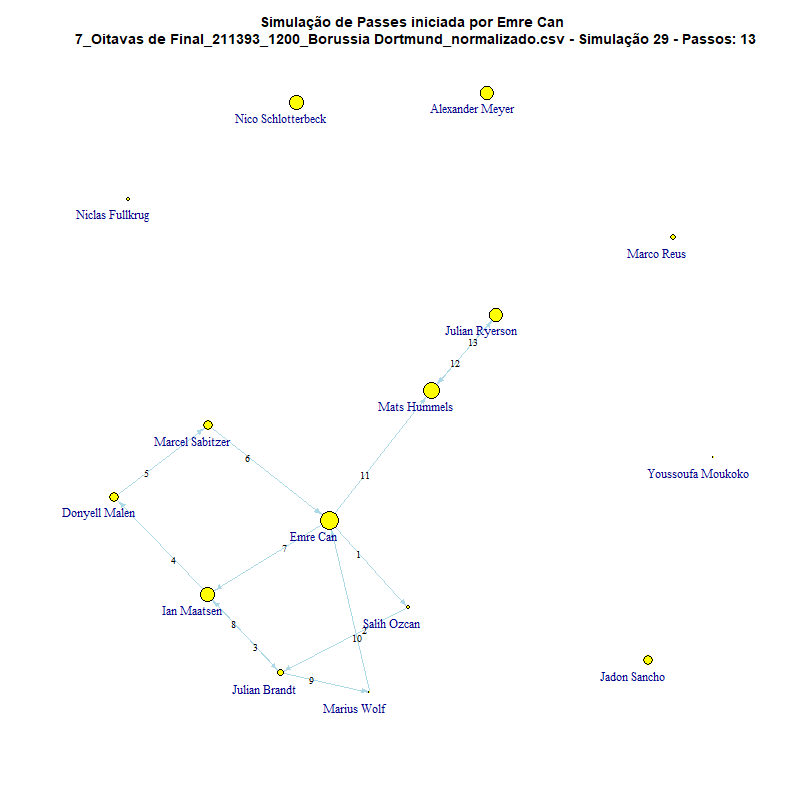 Simulação de Passes iniciada por Emre Can
7_Oitavas de Final_211393_1200_Borussia Dortmund_normalizado.csv - Simulação 29 - Passos: 13
Alexander Meyer
Nico Schlotterbeck
Niclas Fullkrug
Marco Reus
Julian Ryerson
13
12
Mats Hummels
Marcel Sabitzer
6
5
11
Youssoufa Moukoko
Donyell Malen
Emre Can
7
1
4
Ian Maatsen
8
Salih Ozcan
2
10
3
Jadon Sancho
9
Julian Brandt
Marius Wolf